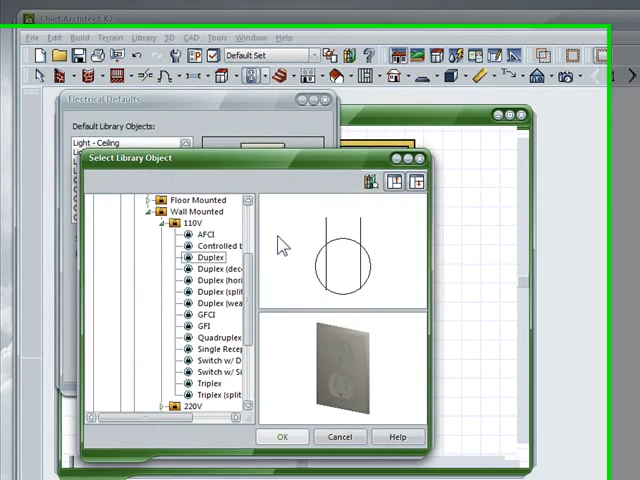 Chief Architect X2
File Edit Build Terrain Library 3D CAD Tools Window Help
Default Set
Electrical Defaults
Default Library Objects:
Light - Ceiling
Select Library Object
Floor Mounted
Wall Mounted
110V
AFCI
Controlled b
Duplex
Duplex (dec
Duplex (hori
Duplex (split
Duplex (wea
GFCI
GFI
Quadruplex
Single Recep
Switch w/ D
Switch w/ Si
Triplex
Triplex (split
220V
OK Cancel Help